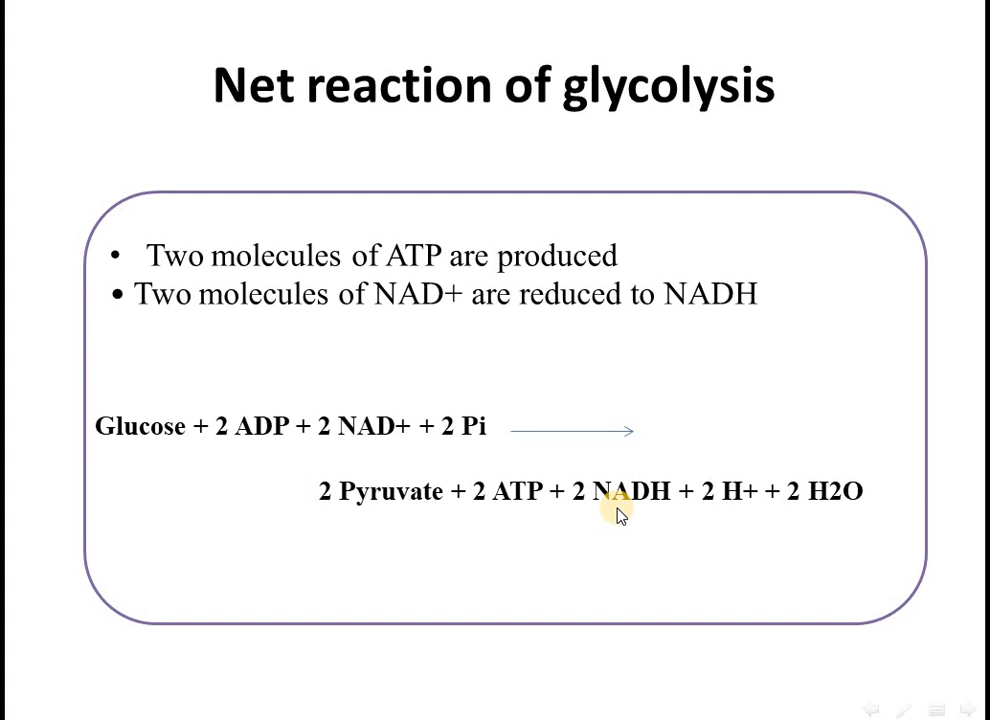 Net reaction of glycolysis
• Two molecules of ATP are produced
• Two molecules of NAD+ are reduced to NADH
Glucose + 2 ADP + 2 NAD+ + 2 Pi
2 Pyruvate + 2 ATP + 2 NADH + 2 H+ + 2 H2O